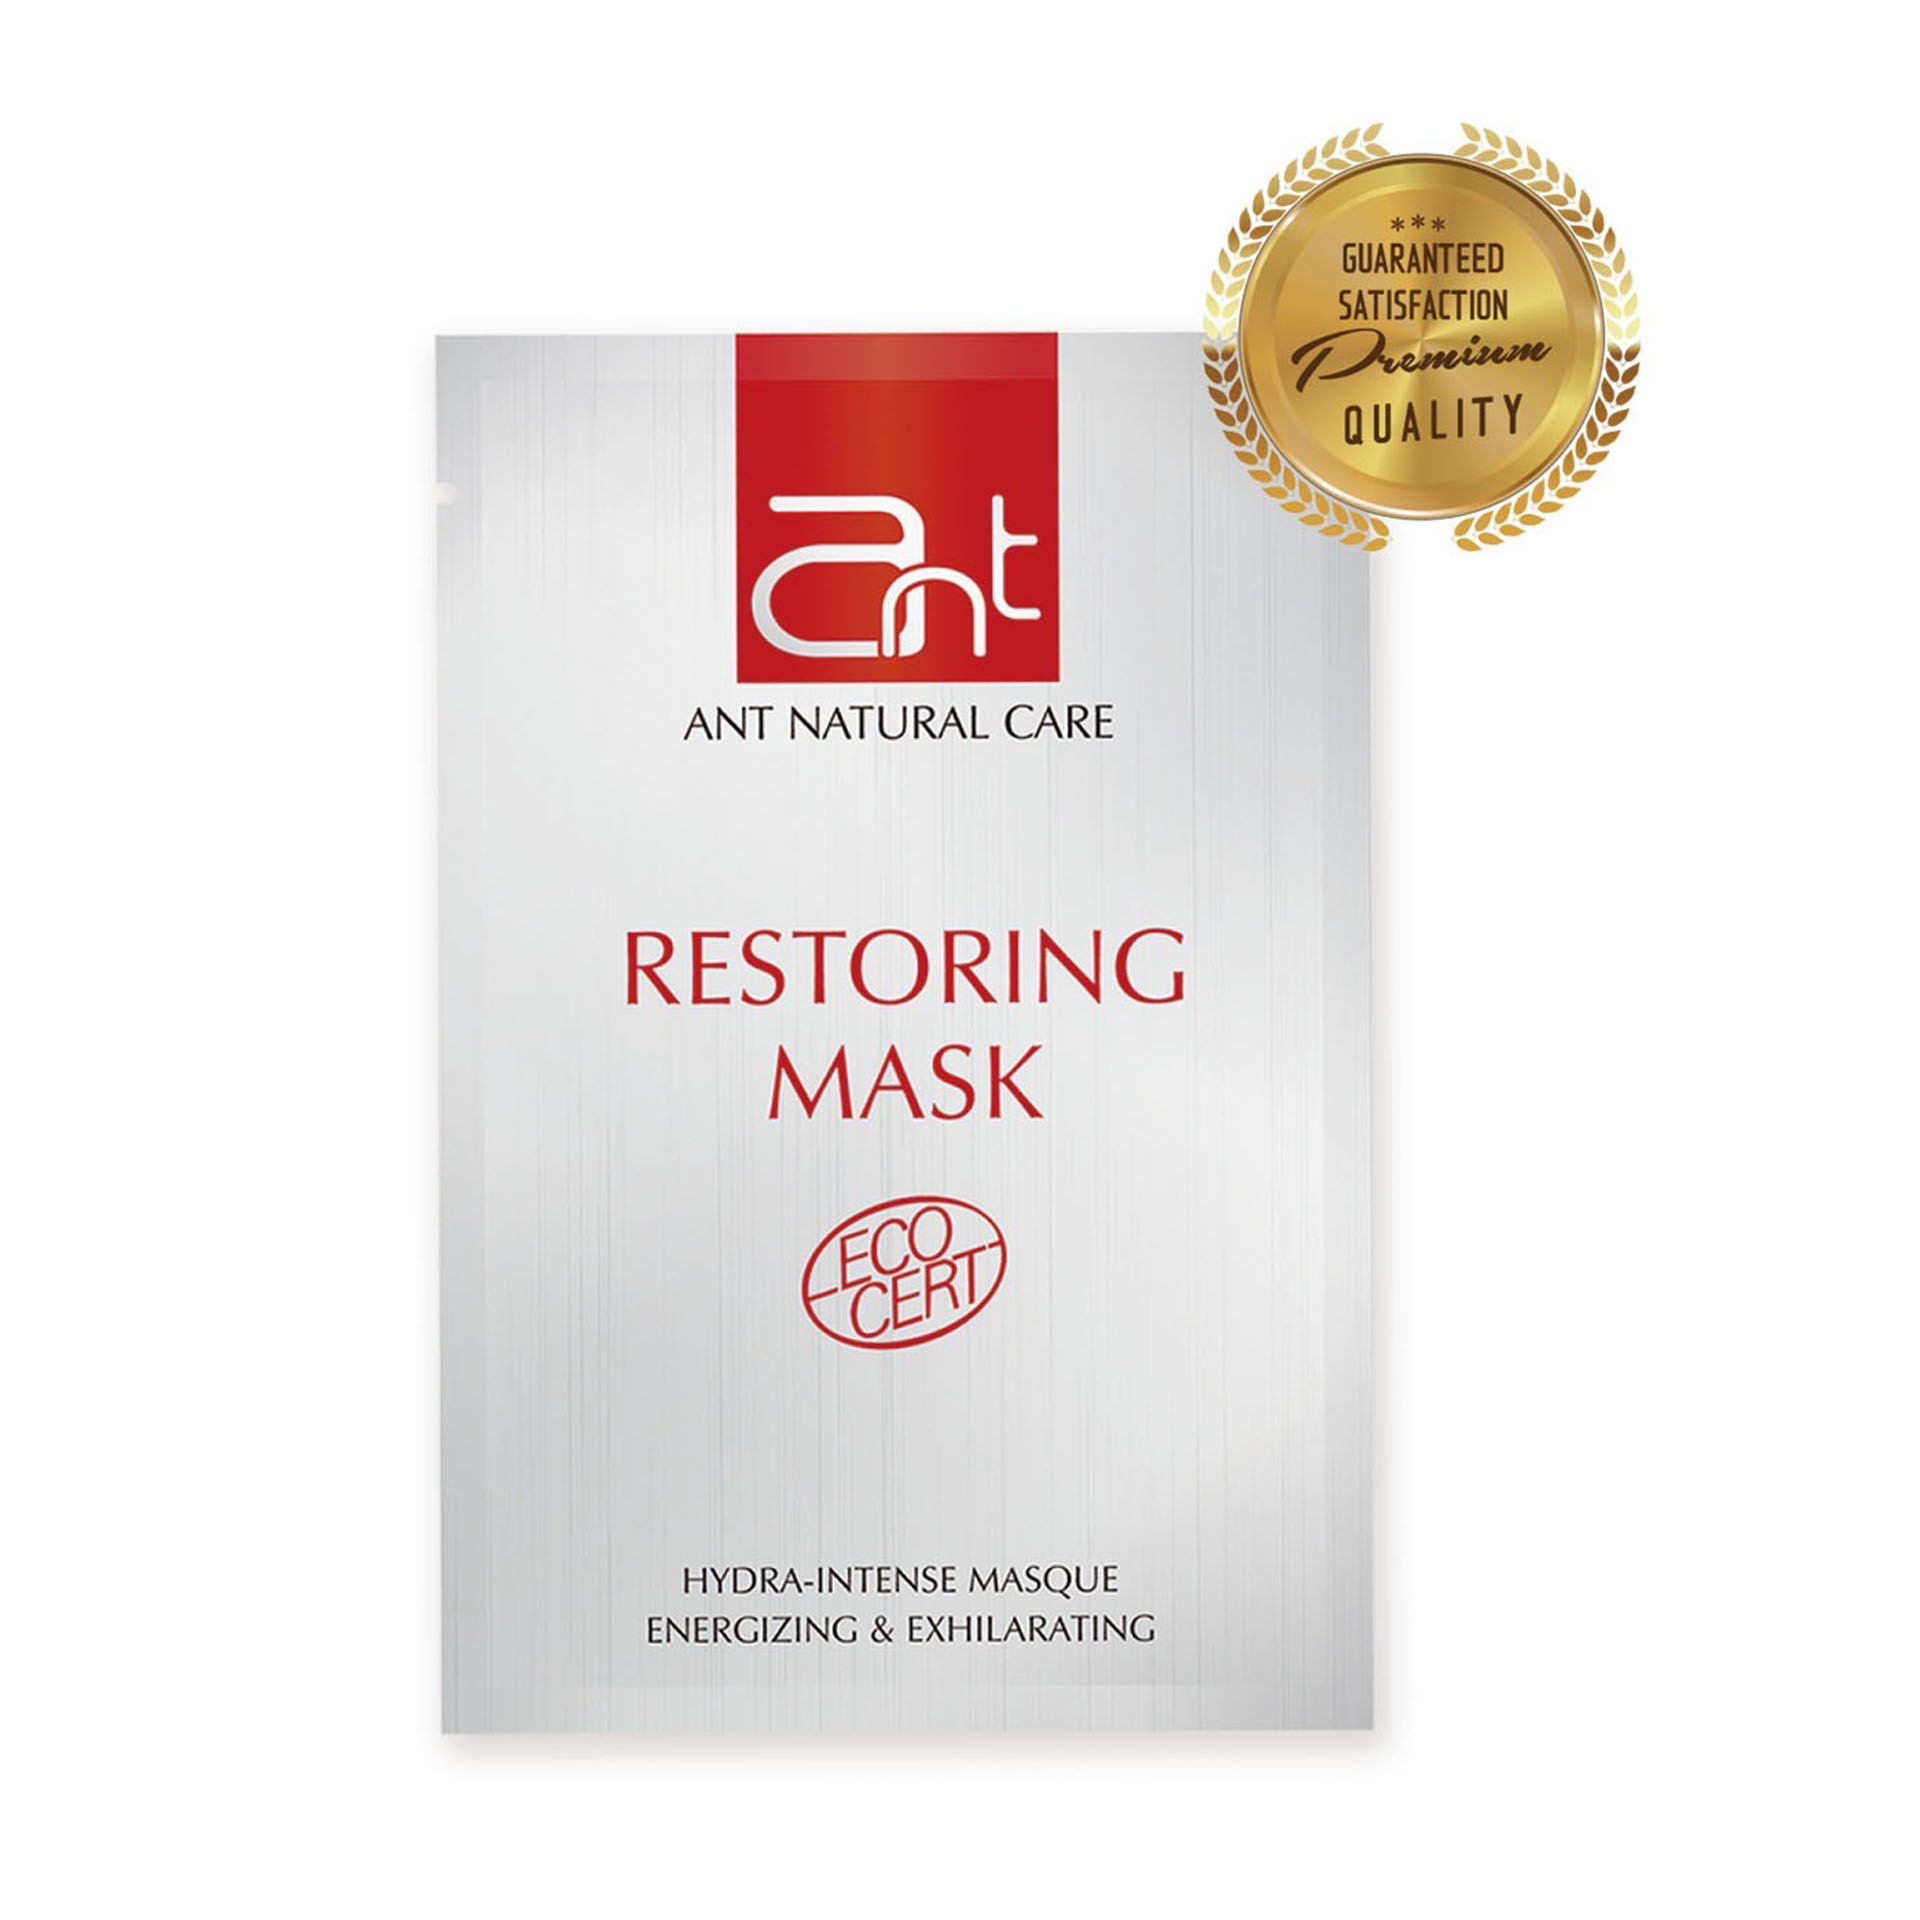 ant
ANT NATURAL CARE
RESTORING
MASK
ECO
CERT
HYDRA-INTENSE MASQUE
ENERGIZING & EXHILARATING
***
GUARANTEED
SATISFACTION
Premium
QUALITY